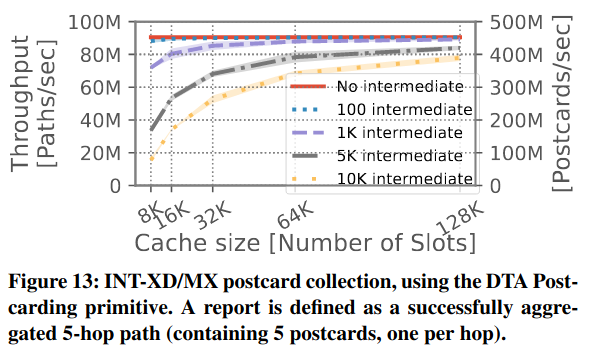 100M
80M
60M
40M
20M
0
Throughput
[Paths/sec]
500M
400M
300M
200M
100M
0
[Postcards/sec]
No intermediate
100 intermediate
1K intermediate
5K intermediate
10K intermediate
8K
16K
32K
64K
128K
Cache size [Number of Slots]
Figure 13: INT-XD/MX postcard collection, using the DTA Post-
carding primitive. A report is defined as a successfully aggre-
gated 5-hop path (containing 5 postcards, one per hop).